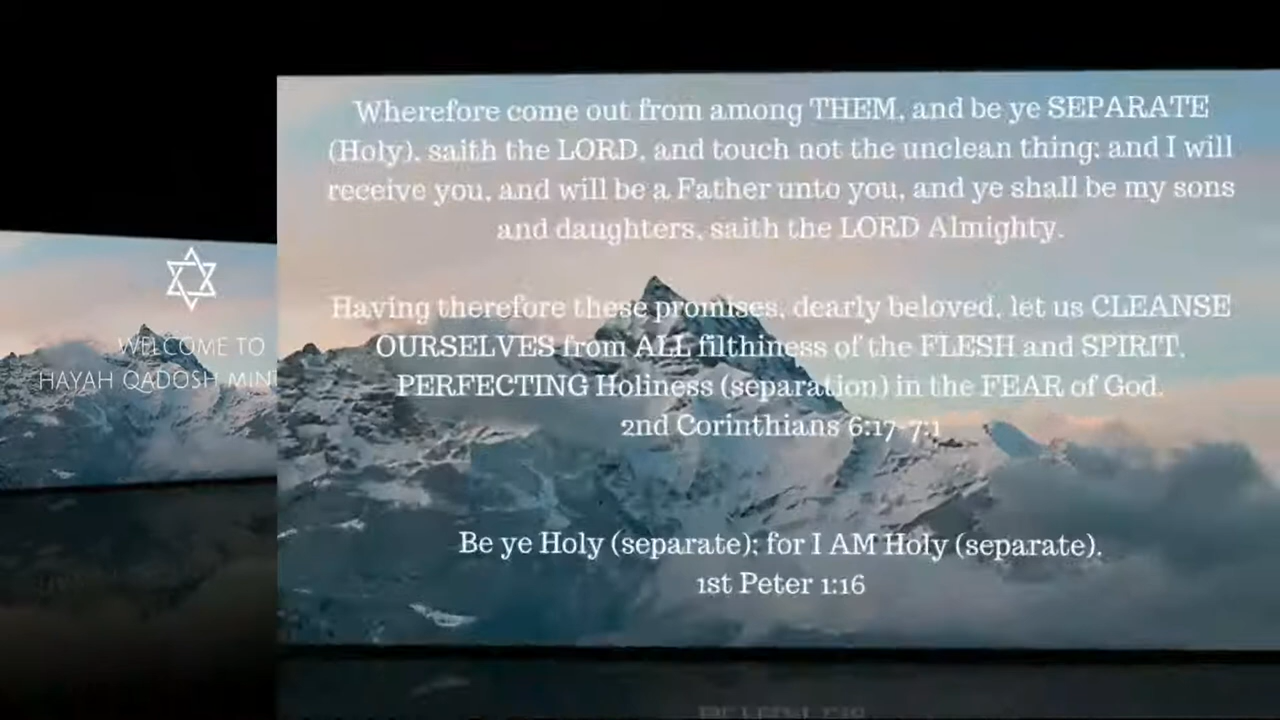 WELCOME TO
HAYAH QADOSH MIN
Wherefore come out from among THEM, and be ye SEPARATE
(Holy), saith the LORD, and touch not the unclean thing; and I will
receive you, and will be a Father unto you, and ye shall be my sons
and daughters, saith the LORD Almighty.
Having therefore these promises, dearly beloved, let us CLEANSE
OURSELVES from ALL filthiness of the FLESH and SPIRIT,
PERFECTING Holiness (separation) in the FEAR of God.
2nd Corinthians 6:17-7:1
Be ye Holy (separate); for I AM Holy (separate).
1st Peter 1:16